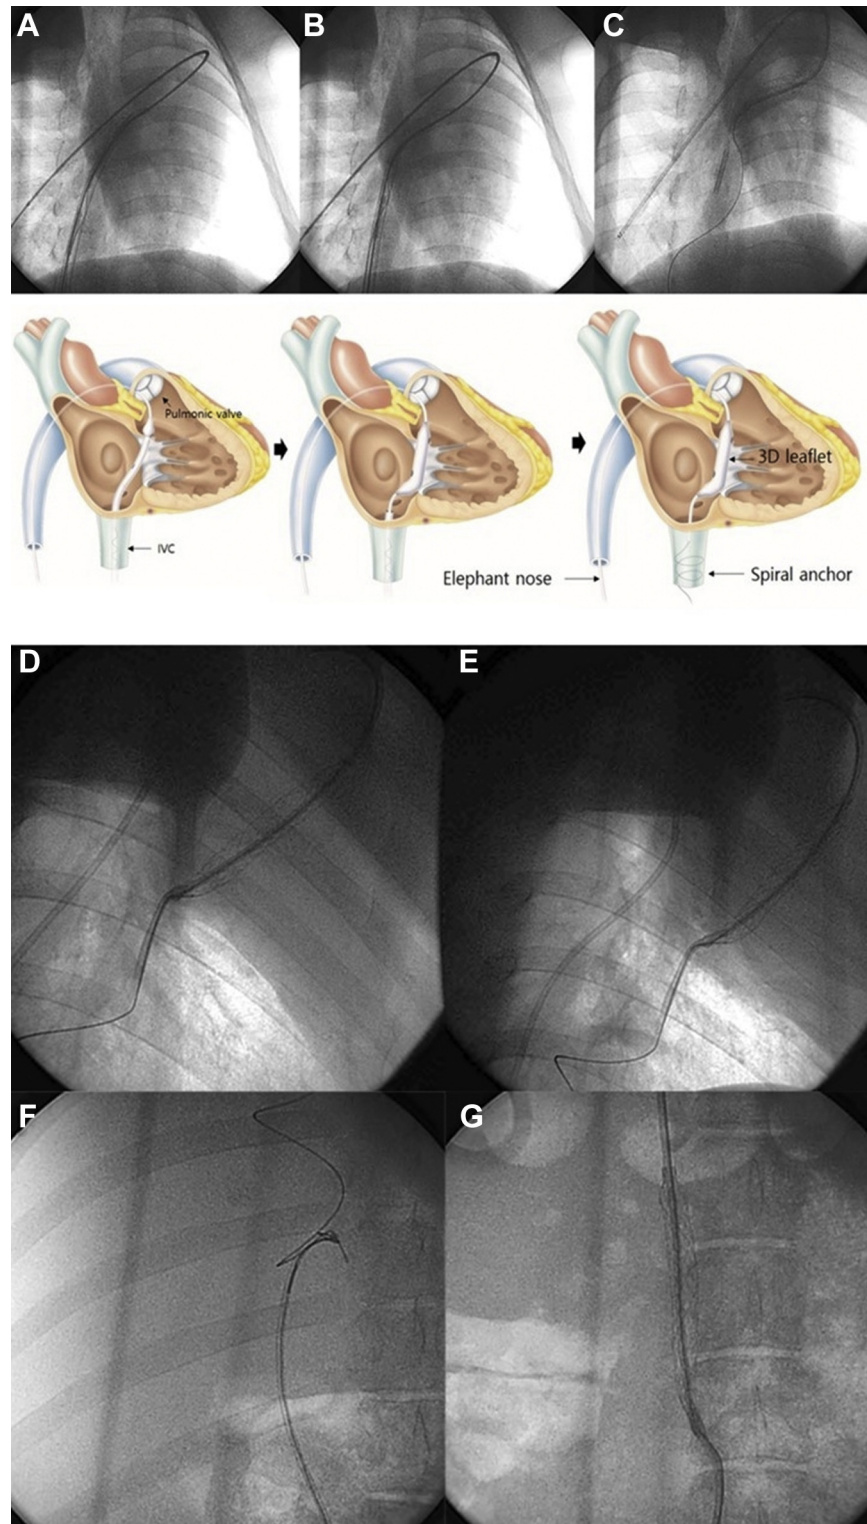 A
B
C
Pulmonic valve
IVC
3D leaflet
Elephant nose
Spiral anchor
D
E
F
G